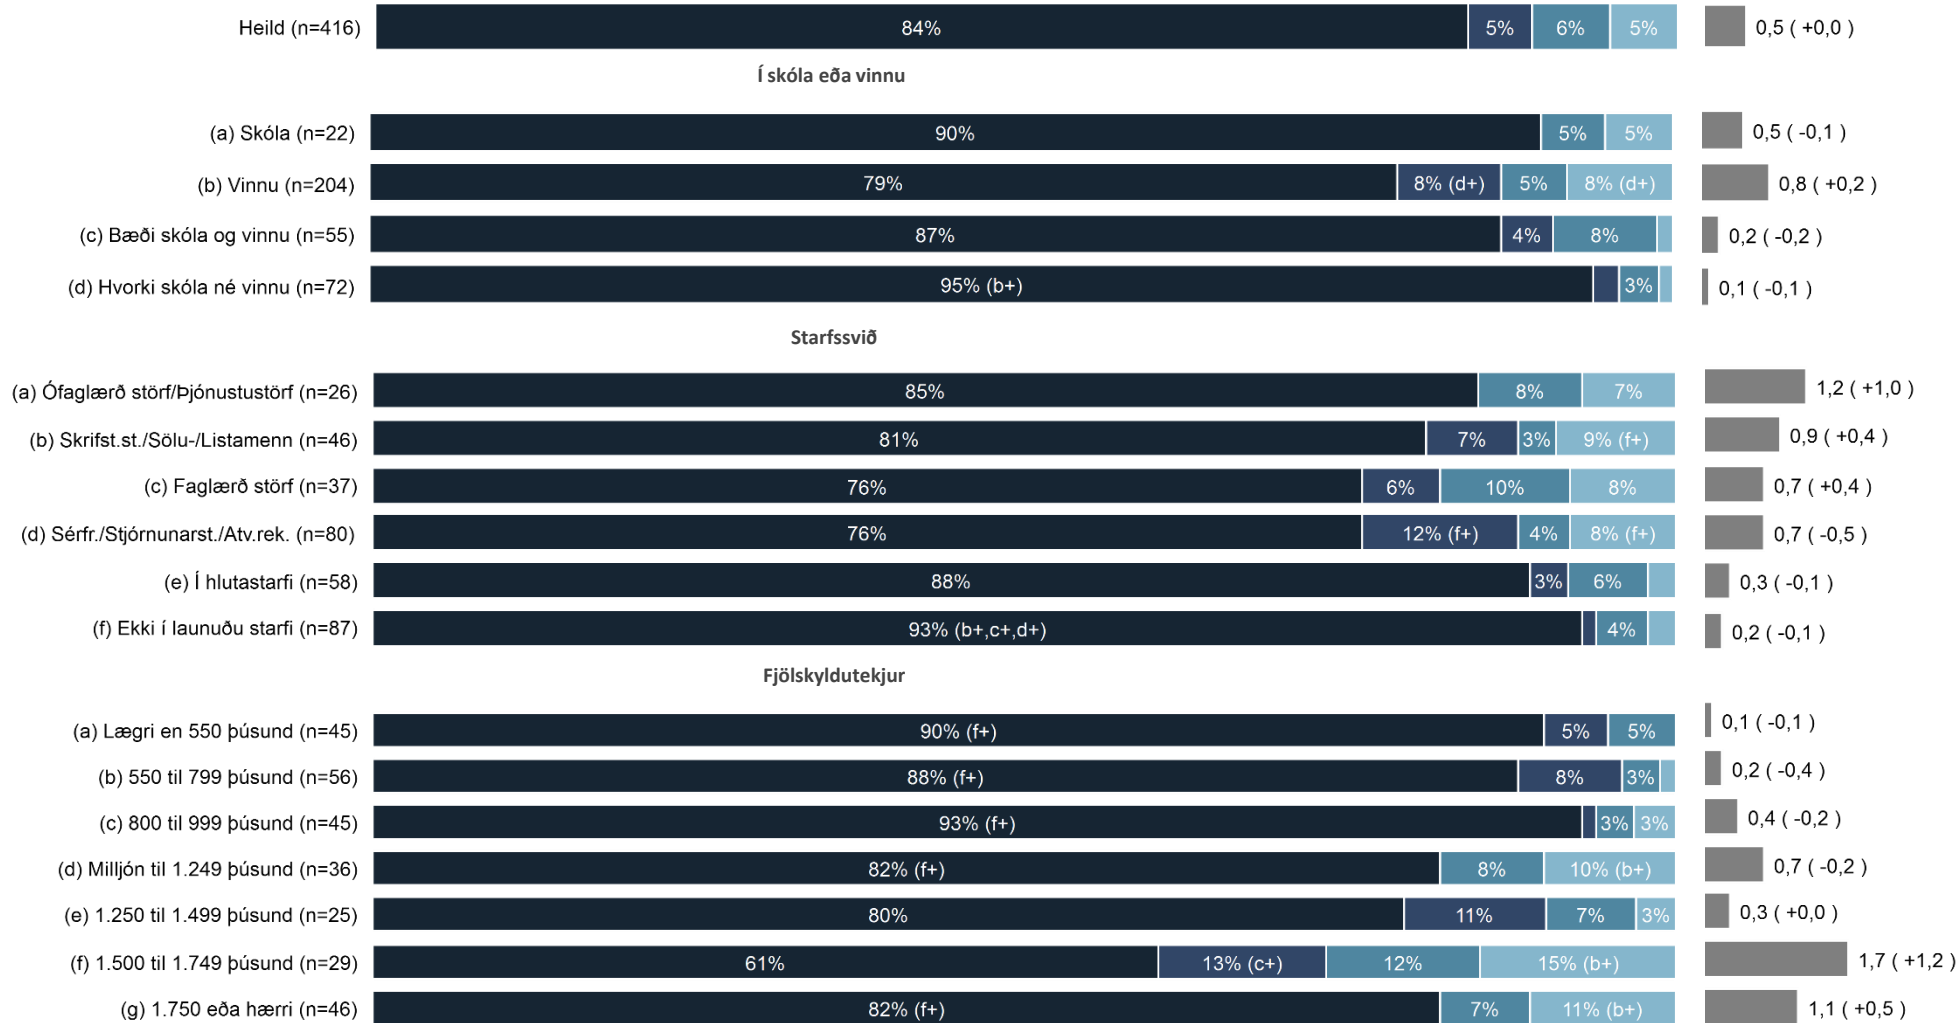 Heild (n=416) 84% 5% 6% 5% 0,5 ( +0,0 )
Í skóla eða vinnu
(a) Skóla (n=22) 90% 5% 5% 0,5 ( -0,1 )
(b) Vinnu (n=204) 79% 8% (d+) 5% 8% (d+) 0,8 ( +0,2 )
(c) Bæði skóla og vinnu (n=55) 87% 4% 8% 0,2 ( -0,2 )
(d) Hvorki skóla né vinnu (n=72) 95% (b+) 3% 0,1 ( -0,1 )
Starfssvið
(a) Ófaglærð störf/Þjónustustörf (n=26) 85% 8% 7% 1,2 ( +1,0 )
(b) Skrifst.st./Sölu-/Listamenn (n=46) 81% 7% 3% 9% (f+) 0,9 ( +0,4 )
(c) Faglærð störf (n=37) 76% 6% 10% 8% 0,7 ( +0,4 )
(d) Sérfr./Stjórnunarst./Atv.rek. (n=80) 76% 12% (f+) 4% 8% (f+) 0,7 ( -0,5 )
(e) Í hlutastarfi (n=58) 88% 3% 6% 0,3 ( -0,1 )
(f) Ekki í launuðu starfi (n=87) 93% (b+,c+,d+) 4% 0,2 ( -0,1 )
Fjölskyldutekjur
(a) Lægri en 550 þúsund (n=45) 90% (f+) 5% 5% 0,1 ( -0,1 )
(b) 550 til 799 þúsund (n=56) 88% (f+) 8% 3% 0,2 ( -0,4 )
(c) 800 til 999 þúsund (n=45) 93% (f+) 3% 3% 0,4 ( -0,2 )
(d) Milljón til 1.249 þúsund (n=36) 82% (f+) 8% 10% (b+) 0,7 ( -0,2 )
(e) 1.250 til 1.499 þúsund (n=25) 80% 11% 7% 3% 0,3 ( +0,0 )
(f) 1.500 til 1.749 þúsund (n=29) 61% 13% (c+) 12% 15% (b+) 1,7 ( +1,2 )
(g) 1.750 eða hærri (n=46) 82% (f+) 7% 11% (b+) 1,1 ( +0,5 )